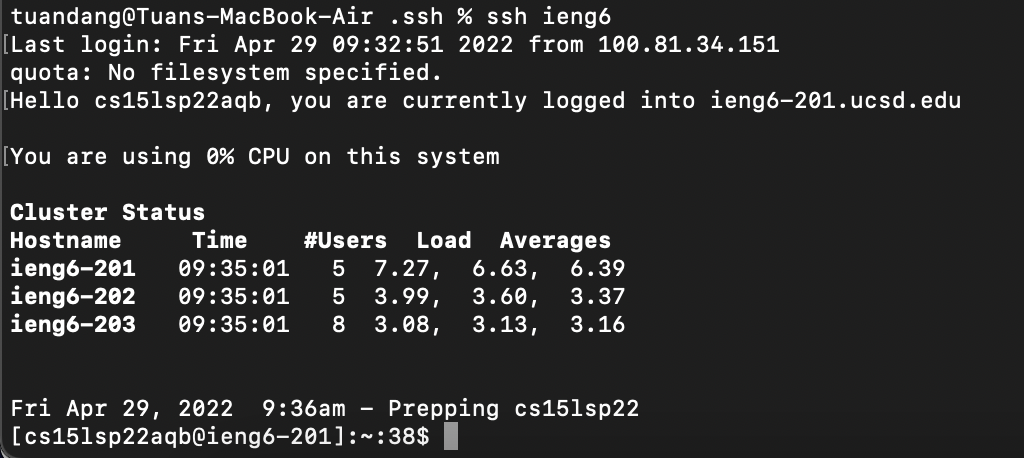 tuandang@Tuans-MacBook-Air .ssh % ssh ieng6
[Last login: Fri Apr 29 09:32:51 2022 from 100.81.34.151
quota: No filesystem specified.
[Hello cs15lsp22aqb, you are currently logged into ieng6-201.ucsd.edu
[You are using 0% CPU on this system
Cluster Status
Hostname Time #Users Load Averages
ieng6-201 09:35:01 5 7.27, 6.63, 6.39
ieng6-202 09:35:01 5 3.99, 3.60, 3.37
ieng6-203 09:35:01 8 3.08, 3.13, 3.16
Fri Apr 29, 2022 9:36am - Prepping cs15lsp22
[cs15lsp22aqb@ieng6-201]:~:38$